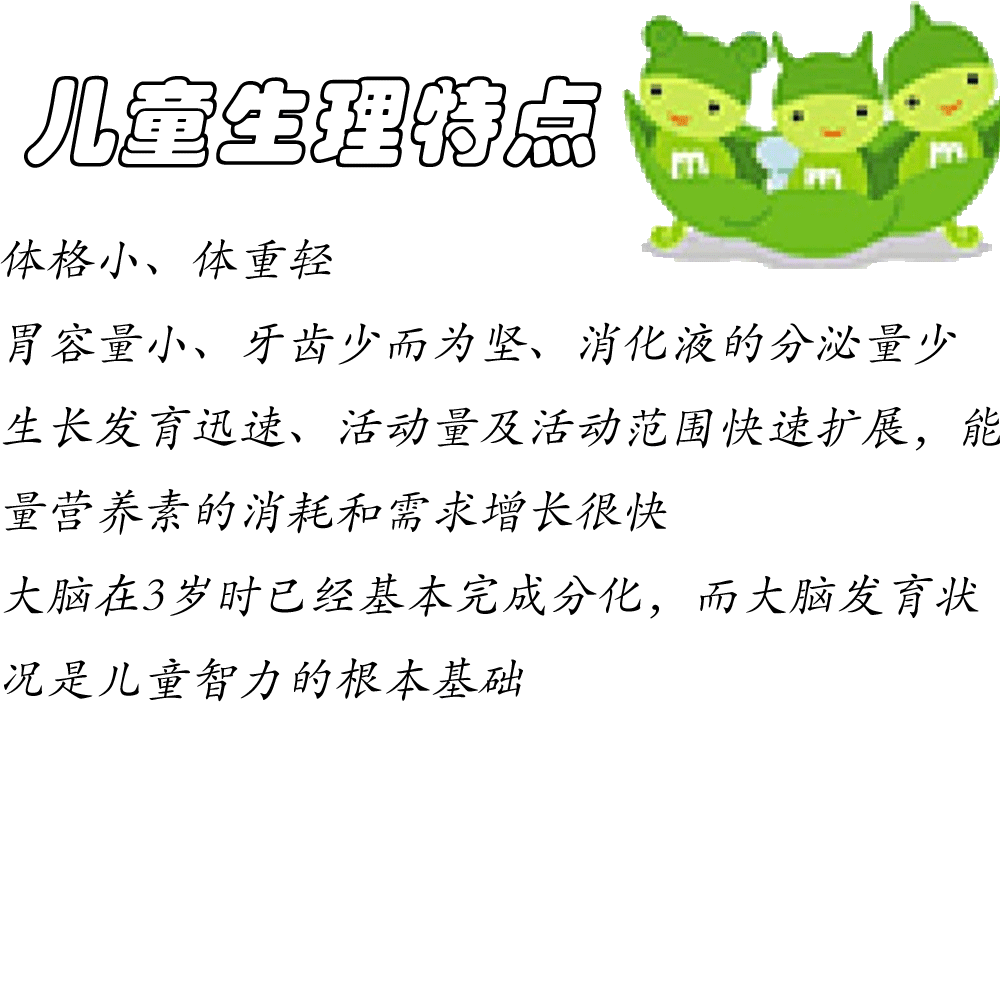 儿童生理特点
体格小、体重轻
胃容量小、牙齿少而为坚、消化液的分泌量少
生长发育迅速、活动量及活动范围快速扩展，能
量营养素的消耗和需求增长很快
大脑在3岁时已经基本完成分化，而大脑发育状
况是儿童智力的根本基础
m
m
m